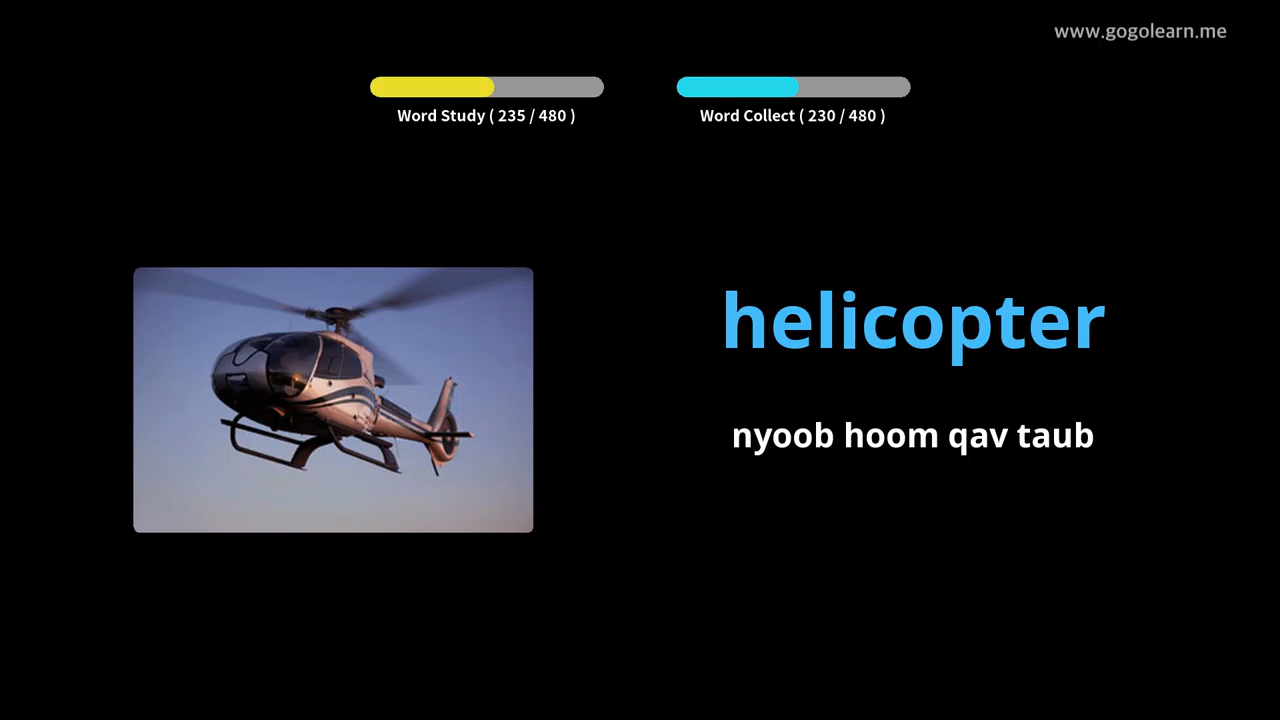 www.gogolearn.me
Word Study ( 235 / 480 )
Word Collect ( 230 / 480 )
helicopter
nyoob hoom qav taub